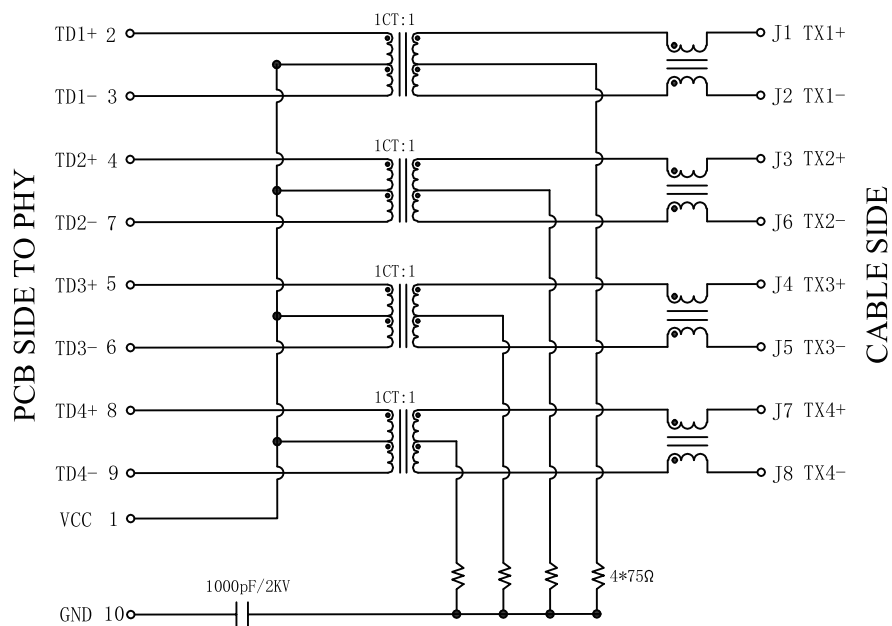 1CT:1
TD1+ 2
J1 TX1+
TD1- 3
J2 TX1-
1CT:1
TD2+ 4
J3 TX2+
TD2- 7
J6 TX2-
PCB SIDE TO PHY
CABLE SIDE
1CT:1
TD3+ 5
J4 TX3+
TD3- 6
J5 TX3-
1CT:1
TD4+ 8
J7 TX4+
TD4- 9
J8 TX4-
VCC 1
1000pF/2KV
4*75Ω
GND 10